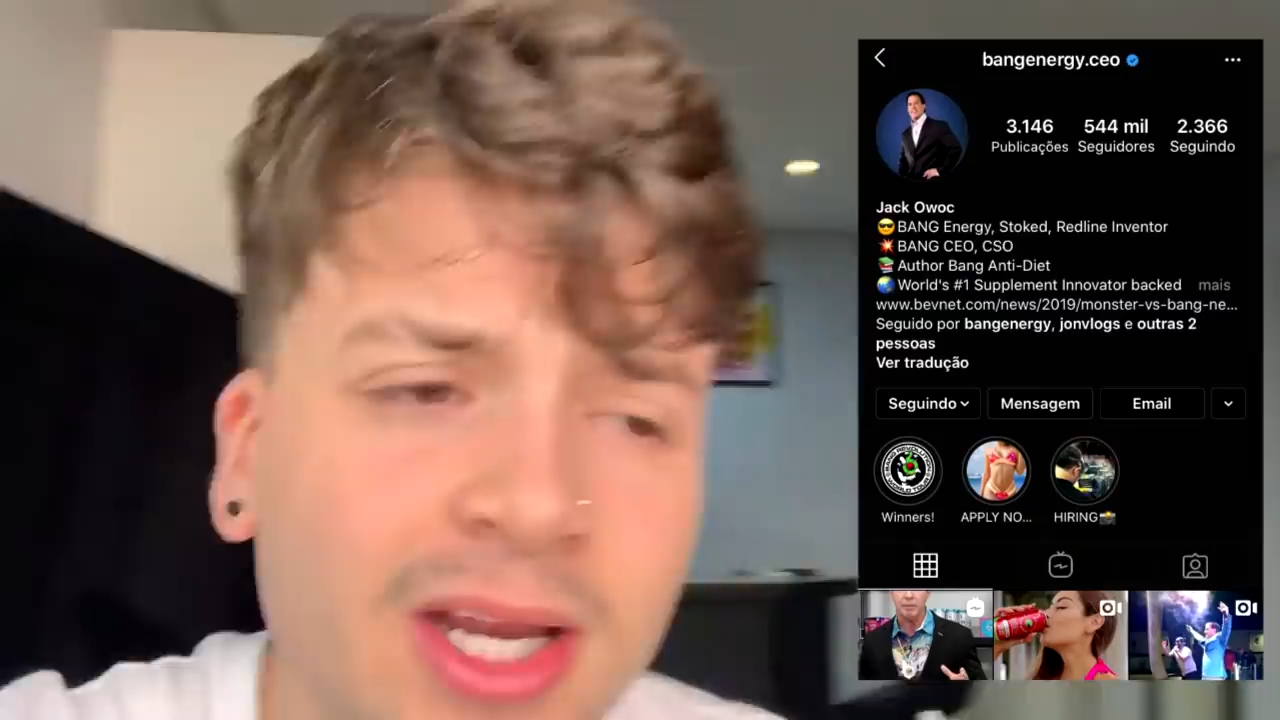 bangenergy.ceo
3.146 544 mil 2.366
Publicações Seguidores Seguindo
Jack Owoc
😎BANG Energy, Stoked, Redline Inventor
💥BANG CEO, CSO
📚Author Bang Anti-Diet
🌎World's #1 Supplement Innovator backed mais
www.bevnet.com/news/2019/monster-vs-bang-ne...
Seguido por bangenergy, jonvlogs e outras 2
pessoas
Ver tradução
Seguindo Mensagem Email
Winners! APPLY NO... HIRING📸